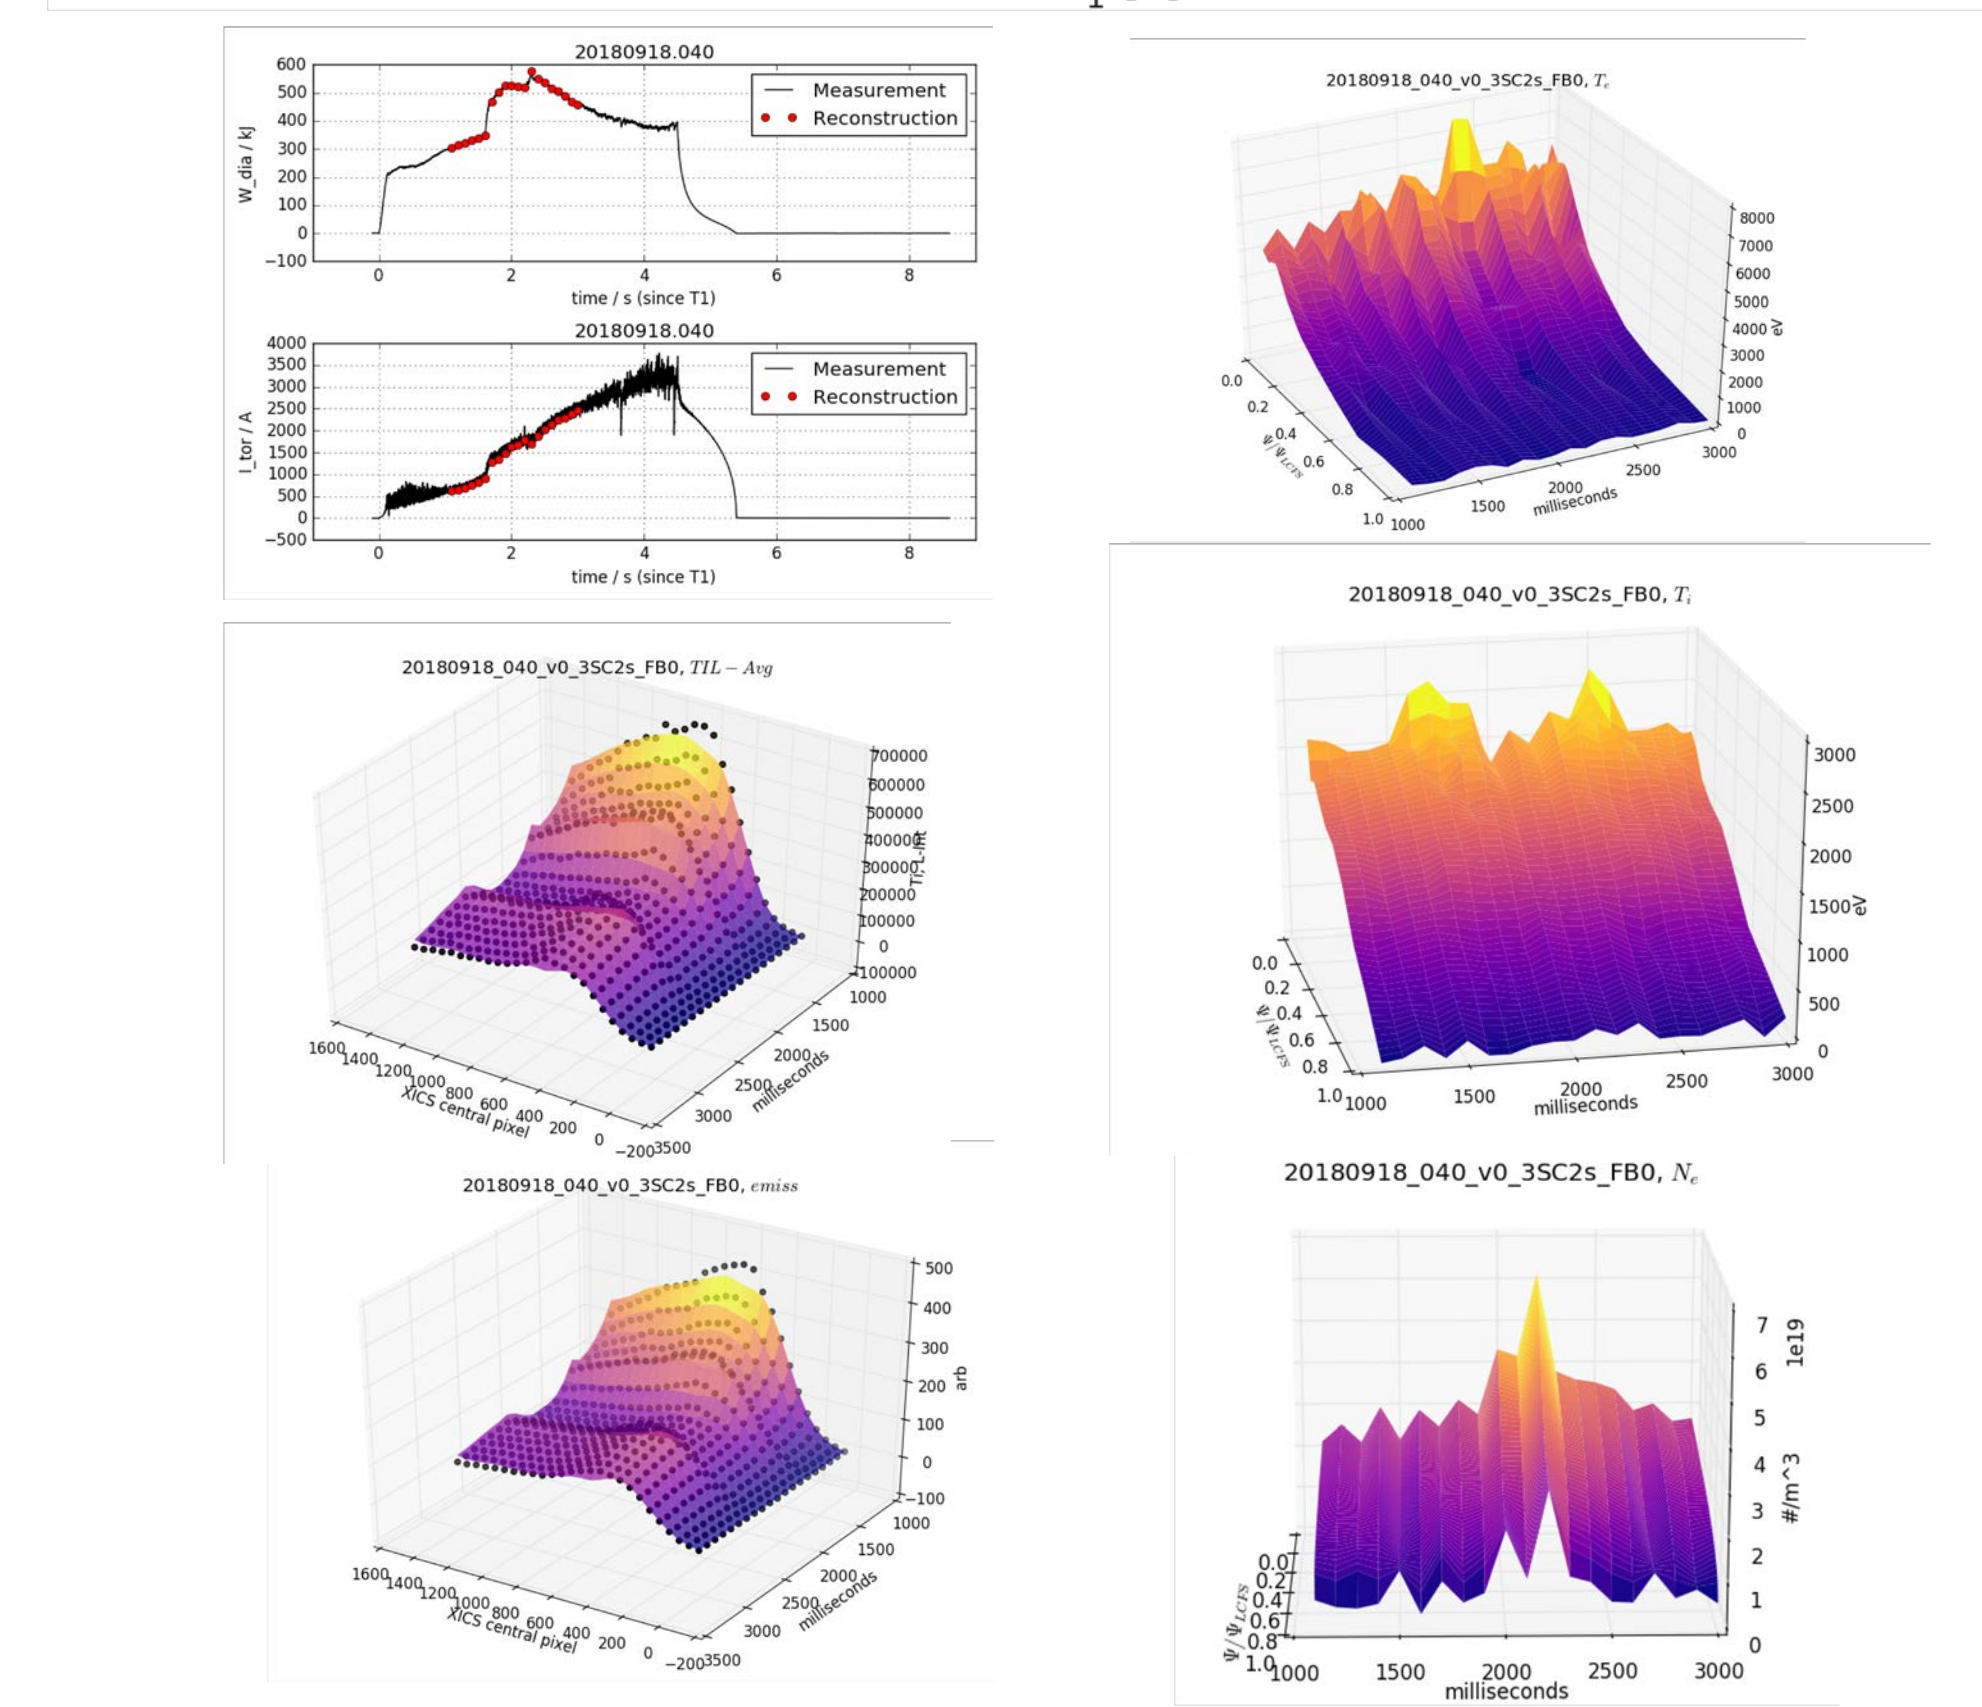 20180918.040
600
500
400
300
200
100
0
−100
W_dia / kJ
Measurement
Reconstruction
0 2 4 6 8
time / s (since T1)
20180918.040
4000
3500
3000
2500
2000
1500
1000
500
0
−500
I_tor / A
Measurement
Reconstruction
0 2 4 6 8
time / s (since T1)
20180918_040_v0_3SC2s_FB0, T_e
8000
7000
6000
5000
4000
3000
2000
1000
0
eV
0.0
0.2
0.4
0.6
0.8
1.0
Ψ/Ψ_LCFS
1000 1500 2000 2500 3000
milliseconds
20180918_040_v0_3SC2s_FB0, TIL − Avg
700000
600000
500000
400000
300000
200000
100000
0
−100000
Ti, L-Int
1000
1500
2000
2500
3000
3500
milliseconds
1600 1400 1200 1000 800 600 400 200 0 −200
XICS central pixel
20180918_040_v0_3SC2s_FB0, T_i
3000
2500
2000
1500
1000
500
0
eV
0.0
0.2
0.4
0.6
0.8
1.0
Ψ/Ψ_LCFS
1000 1500 2000 2500 3000
milliseconds
20180918_040_v0_3SC2s_FB0, emiss
500
400
300
200
100
0
−100
arb
1000
1500
2000
2500
3000
3500
milliseconds
1600 1400 1200 1000 800 600 400 200 0 −200
XICS central pixel
20180918_040_v0_3SC2s_FB0, N_e
1e19
7
6
5
4
3
2
1
0
#/m^3
0.0
0.2
0.4
0.6
0.8
1.0
Ψ/Ψ_LCFS
1000 1500 2000 2500 3000
milliseconds